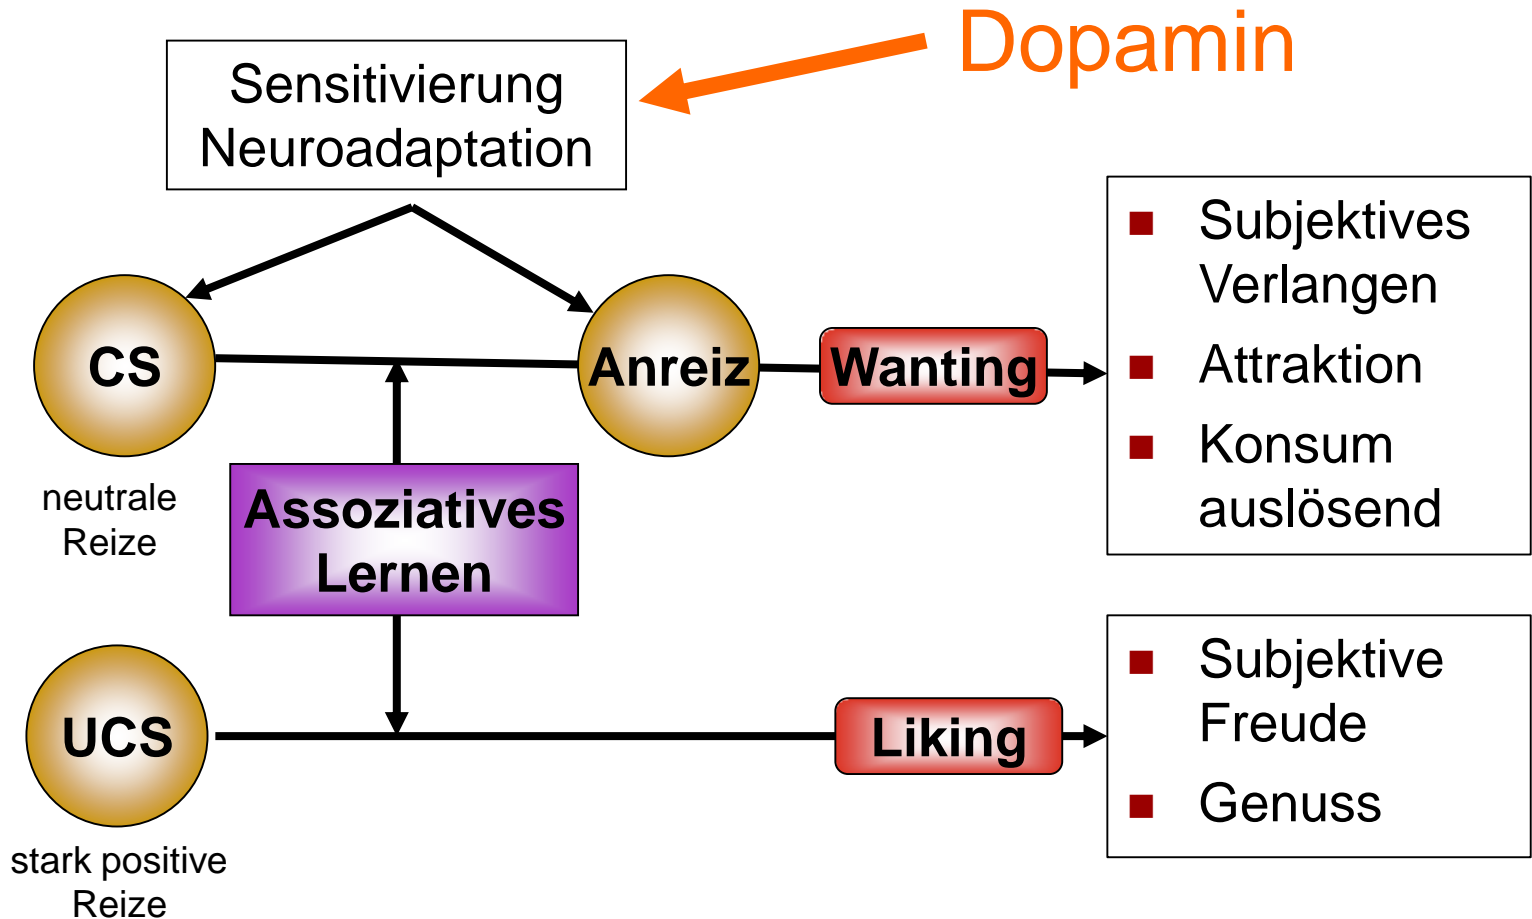 Dopamin
Sensitivierung
Neuroadaptation
CS
neutrale
Reize
Anreiz
Wanting
Subjektives
Verlangen
Attraktion
Konsum
auslösend
Assoziatives
Lernen
UCS
stark positive
Reize
Liking
Subjektive
Freude
Genuss